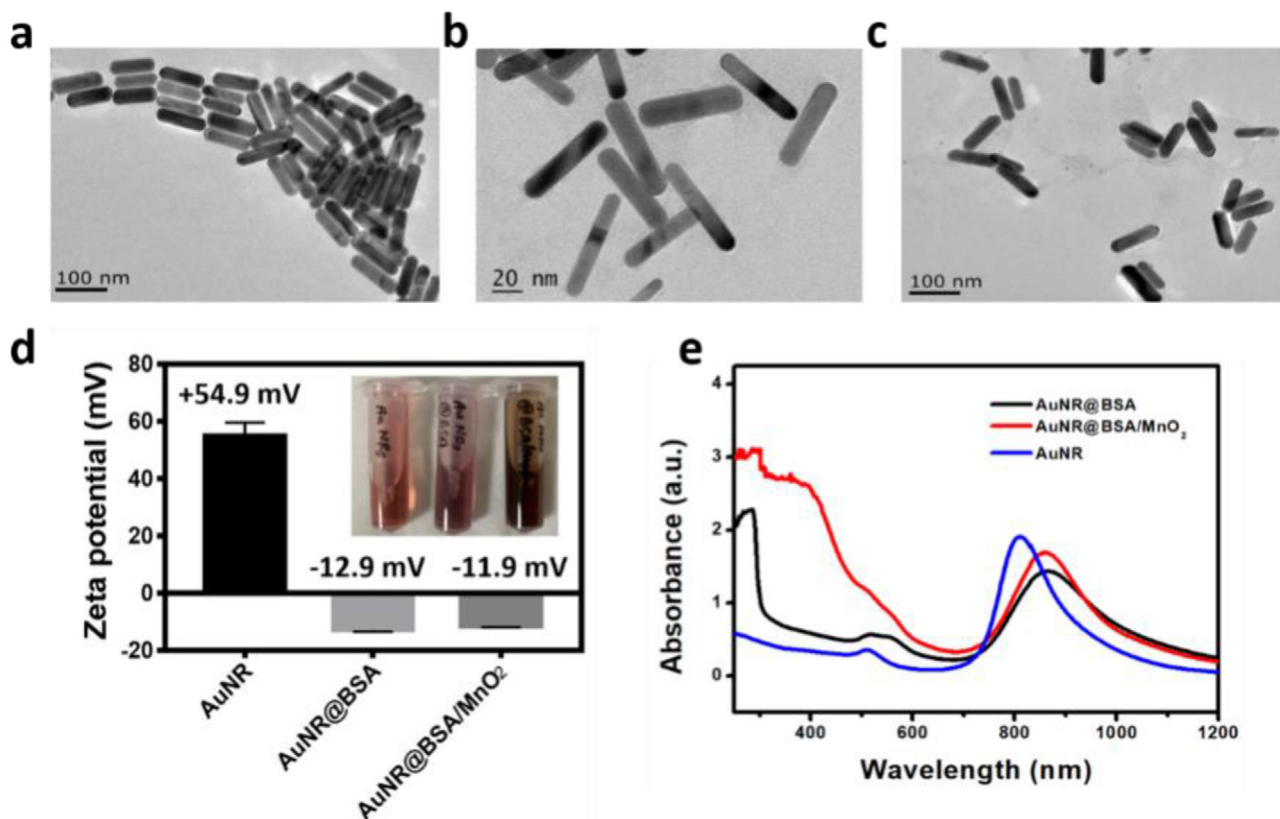 a
b
c
100 nm
20 nm
100 nm
d
Zeta potential (mV)
80
60
40
20
0
-20
+54.9 mV
-12.9 mV
-11.9 mV
AuNR
AuNR@BSA
AuNR@BSA/MnO₂
e
Absorbance (a.u.)
4
3
2
1
0
AuNR@BSA
AuNR@BSA/MnO₂
AuNR
400
600
800
1000
1200
Wavelength (nm)